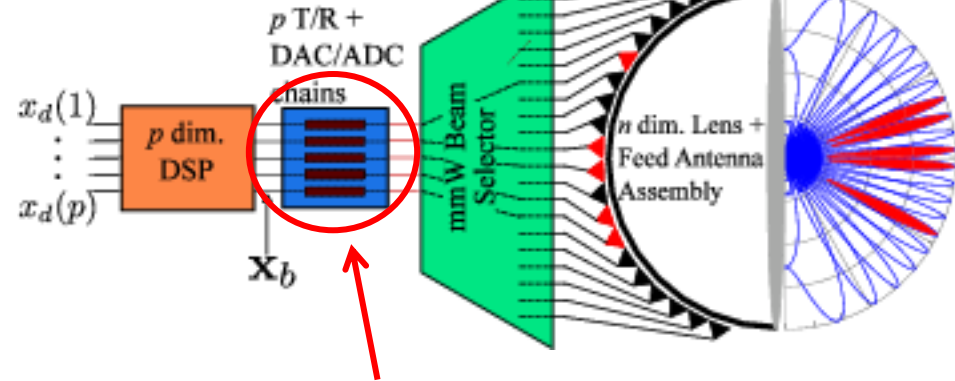 p T/R +
DAC/ADC
chains
x_d(1)
p dim.
DSP
x_d(p)
x_b
mmW Beam
Selector
n dim. Lens +
Feed Antenna
Assembly